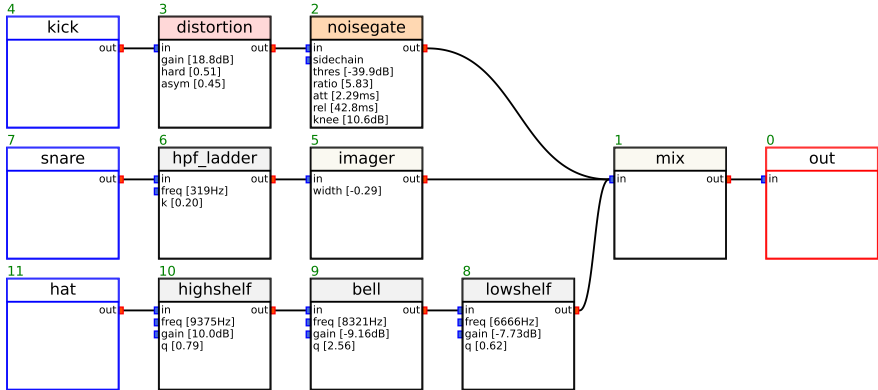 4
kick
out
3
distortion
in out
gain [18.8dB]
hard [0.51]
asym [0.45]
2
noisegate
in out
sidechain
thres [-39.9dB]
ratio [5.83]
att [2.29ms]
rel [42.8ms]
knee [10.6dB]
7
snare
out
6
hpf_ladder
in out
freq [319Hz]
k [0.20]
5
imager
in out
width [-0.29]
1
mix
in out
0
out
in
11
hat
out
10
highshelf
in out
freq [9375Hz]
gain [10.0dB]
q [0.79]
9
bell
in out
freq [8321Hz]
gain [-9.16dB]
q [2.56]
8
lowshelf
in out
freq [6666Hz]
gain [-7.73dB]
q [0.62]